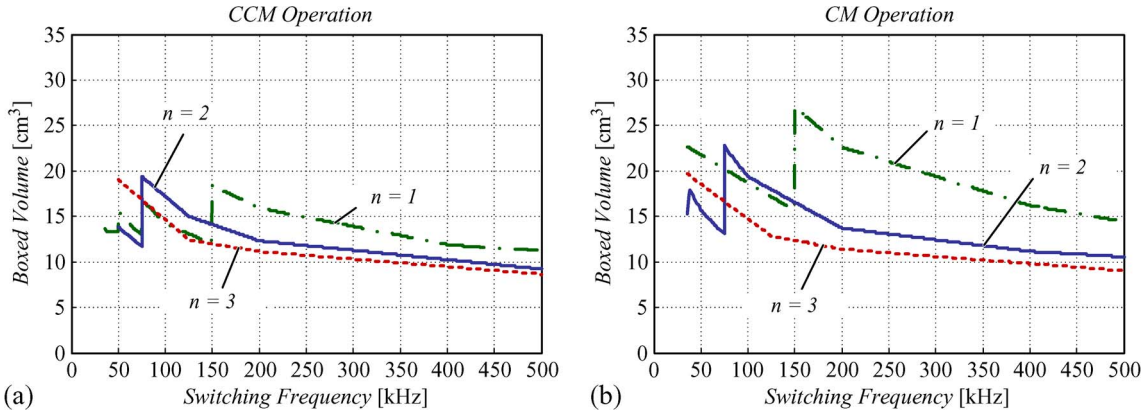 CCM Operation
35
30
25
20
15
10
5
0
Boxed Volume [cm³]
n = 2
n = 1
n = 3
0 50 100 150 200 250 300 350 400 450 500
(a) Switching Frequency [kHz]
CM Operation
35
30
25
20
15
10
5
0
Boxed Volume [cm³]
n = 1
n = 2
n = 3
0 50 100 150 200 250 300 350 400 450 500
(b) Switching Frequency [kHz]